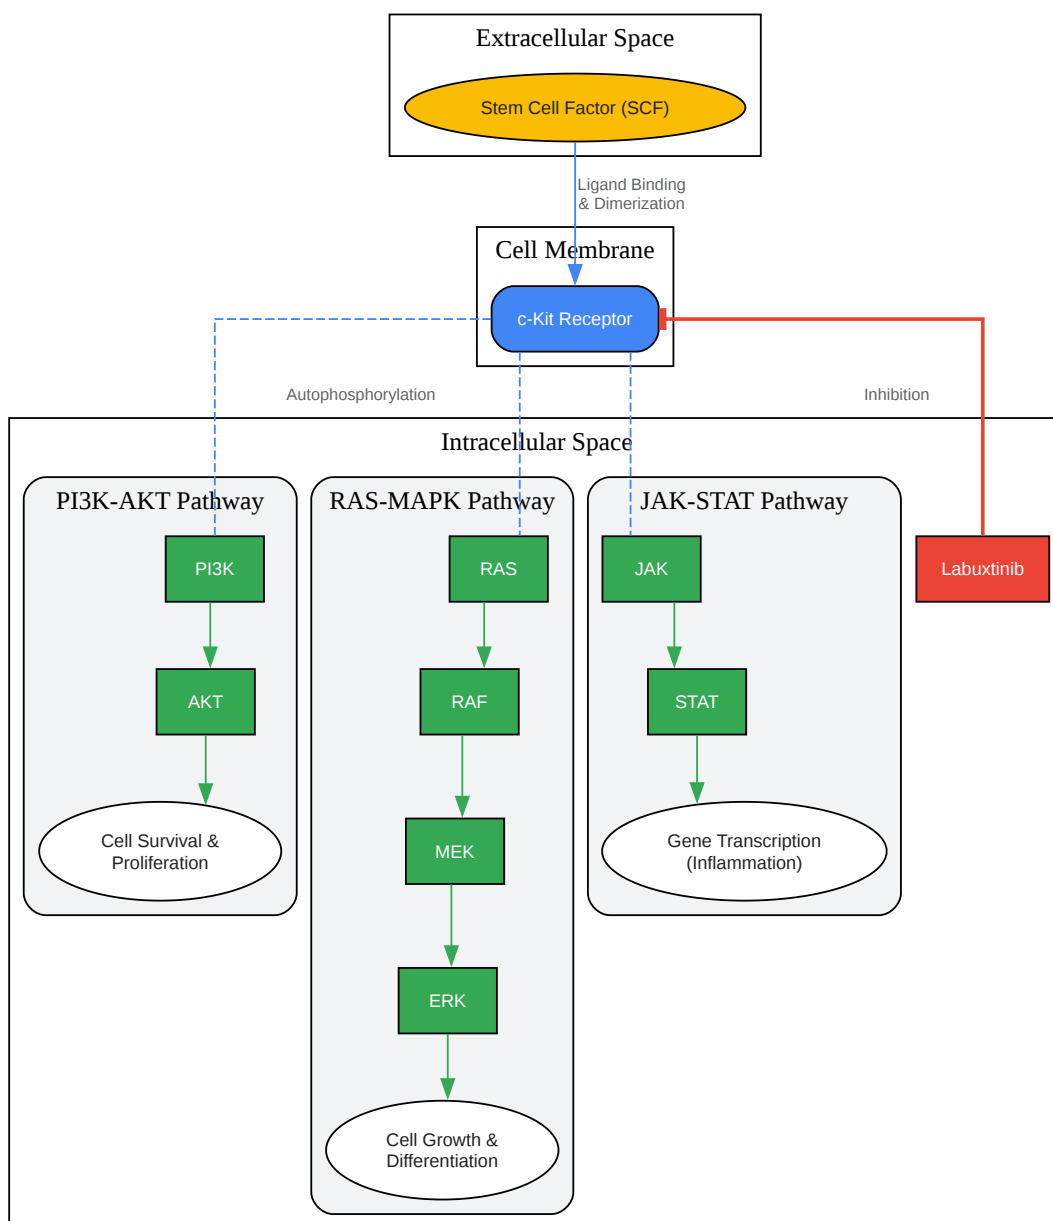 Extracellular Space
Stem Cell Factor (SCF)
Ligand Binding
& Dimerization
Cell Membrane
c-Kit Receptor
Autophosphorylation
Inhibition
Intracellular Space
PI3K-AKT Pathway
RAS-MAPK Pathway
JAK-STAT Pathway
PI3K
RAS
JAK
Labuxtinib
AKT
RAF
STAT
Cell Survival &
Proliferation
MEK
Gene Transcription
(Inflammation)
ERK
Cell Growth &
Differentiation